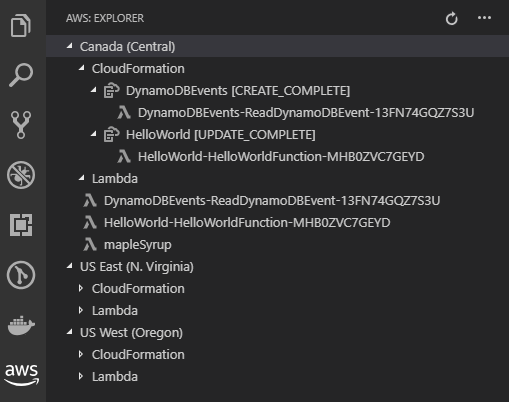 AWS: EXPLORER
Canada (Central)
CloudFormation
DynamoDBEvents [CREATE_COMPLETE]
DynamoDBEvents-ReadDynamoDBEvent-13FN74GQZ7S3U
HelloWorld [UPDATE_COMPLETE]
HelloWorld-HelloWorldFunction-MHB0ZVC7GEYD
Lambda
DynamoDBEvents-ReadDynamoDBEvent-13FN74GQZ7S3U
HelloWorld-HelloWorldFunction-MHB0ZVC7GEYD
mapleSyrup
US East (N. Virginia)
CloudFormation
Lambda
US West (Oregon)
CloudFormation
Lambda
aws